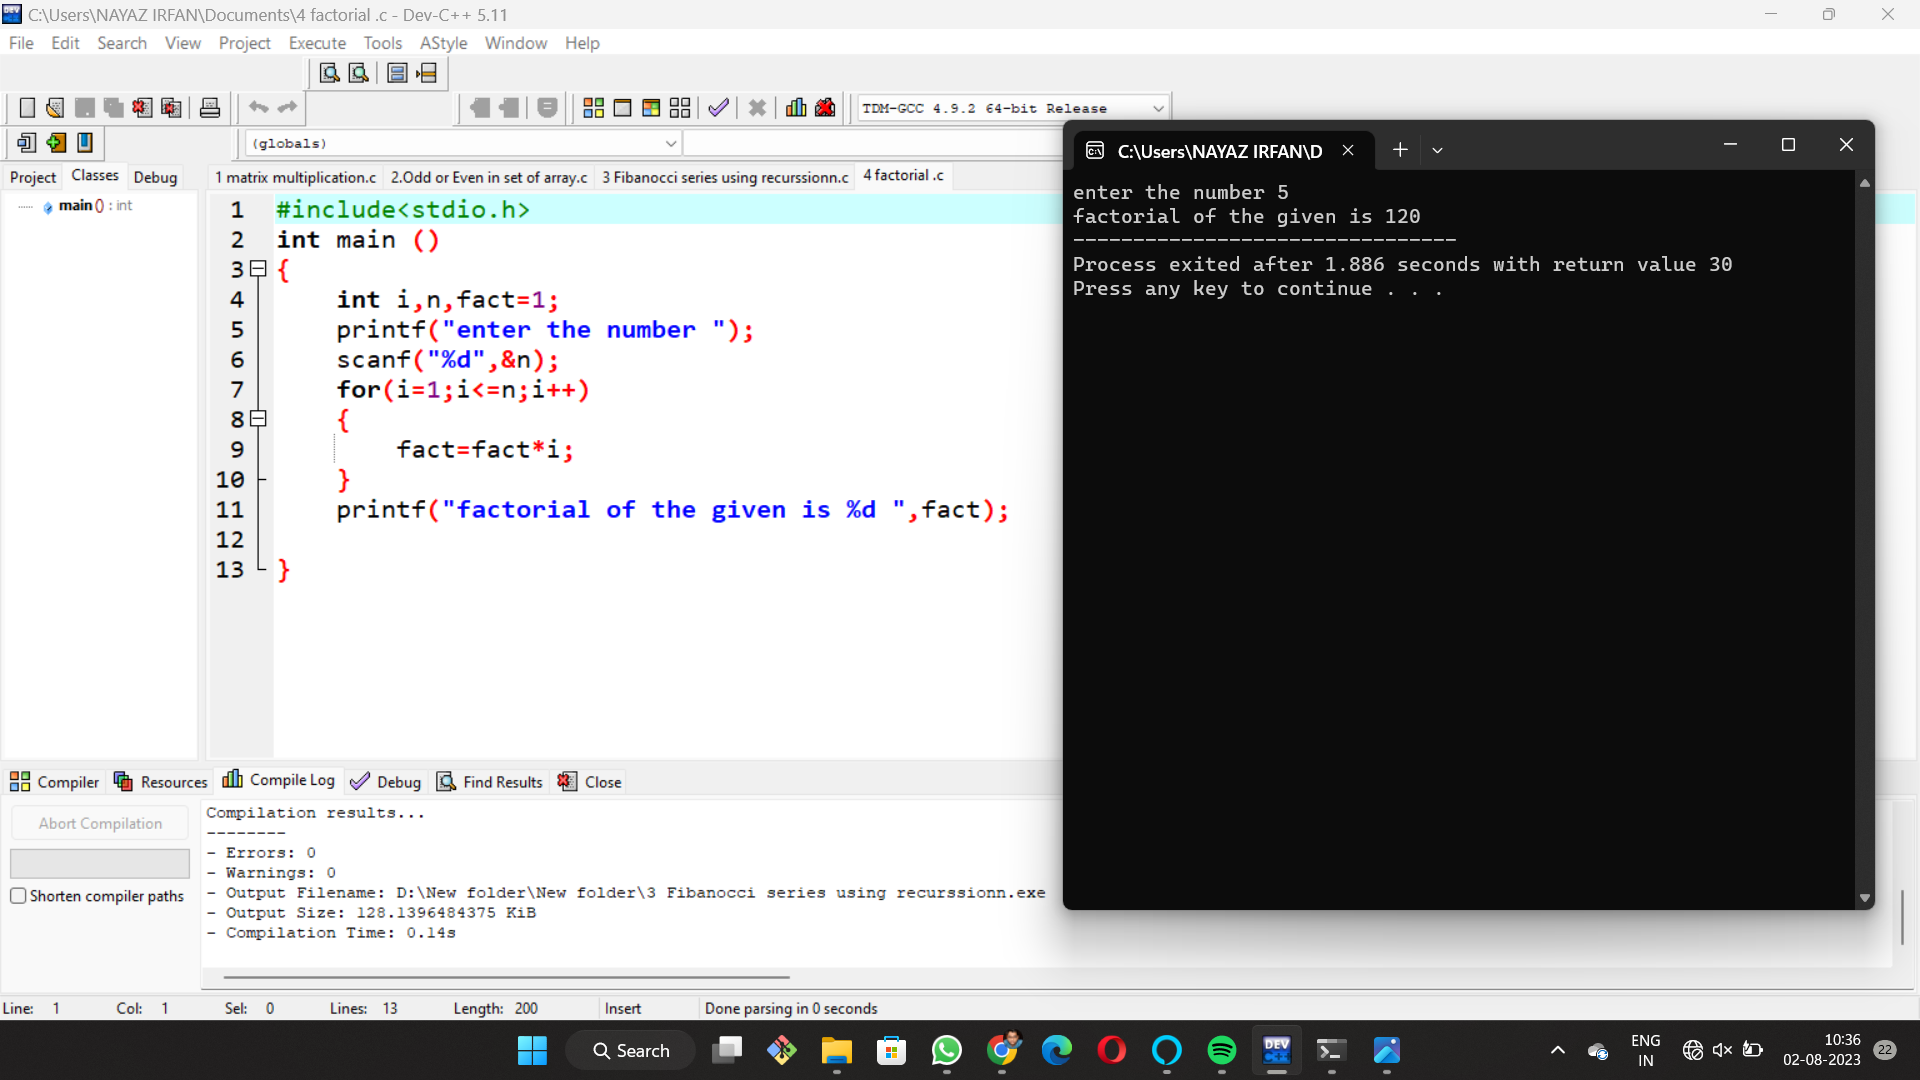 C:\Users\NAYAZ IRFAN\Documents\4 factorial .c - Dev-C++ 5.11
File Edit Search View Project Execute Tools AStyle Window Help
TDM-GCC 4.9.2 64-bit Release
(globals)
Project Classes Debug
1 matrix multiplication.c 2.Odd or Even in set of array.c 3 Fibanocci series using recurssionn.c 4 factorial .c
main () : int
1 #include<stdio.h>
2 int main ()
3 {
4 int i,n,fact=1;
5 printf("enter the number ");
6 scanf("%d",&n);
7 for(i=1;i<=n;i++)
8 {
9 fact=fact*i;
10 }
11 printf("factorial of the given is %d ",fact);
12
13 }
C:\Users\NAYAZ IRFAN\D
enter the number 5
factorial of the given is 120
--------------------------------
Process exited after 1.886 seconds with return value 30
Press any key to continue . . .
Compiler Resources Compile Log Debug Find Results Close
Abort Compilation
Shorten compiler paths
Compilation results...
--------
- Errors: 0
- Warnings: 0
- Output Filename: D:\New folder\New folder\3 Fibanocci series using recurssionn.exe
- Output Size: 128.1396484375 KiB
- Compilation Time: 0.14s
Line: 1 Col: 1 Sel: 0 Lines: 13 Length: 200 Insert Done parsing in 0 seconds
Search
DEV C++
ENG
IN
10:36
02-08-2023
22